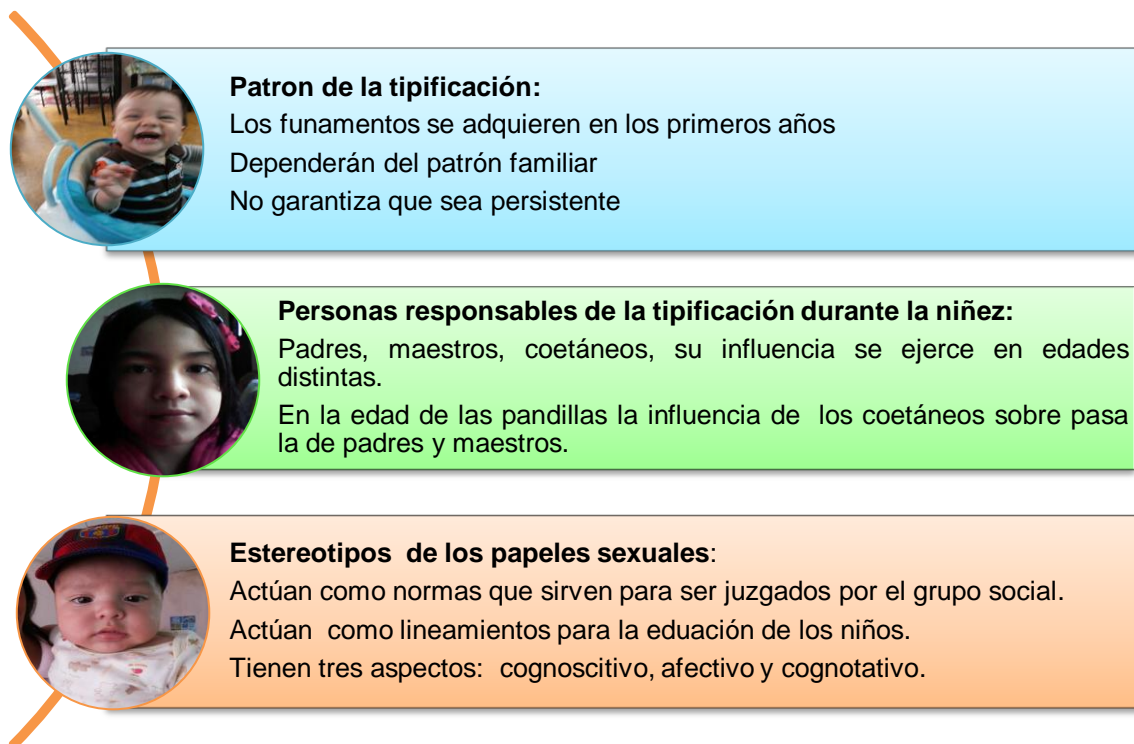 Patron de la tipificación:
Los funamentos se adquieren en los primeros años
Dependerán del patrón familiar
No garantiza que sea persistente
Personas responsables de la tipificación durante la niñez:
Padres, maestros, coetáneos, su influencia se ejerce en edades
distintas.
En la edad de las pandillas la influencia de los coetáneos sobre pasa
la de padres y maestros.
Estereotipos de los papeles sexuales:
Actúan como normas que sirven para ser juzgados por el grupo social.
Actúan como lineamientos para la eduación de los niños.
Tienen tres aspectos: cognoscitivo, afectivo y cognotativo.